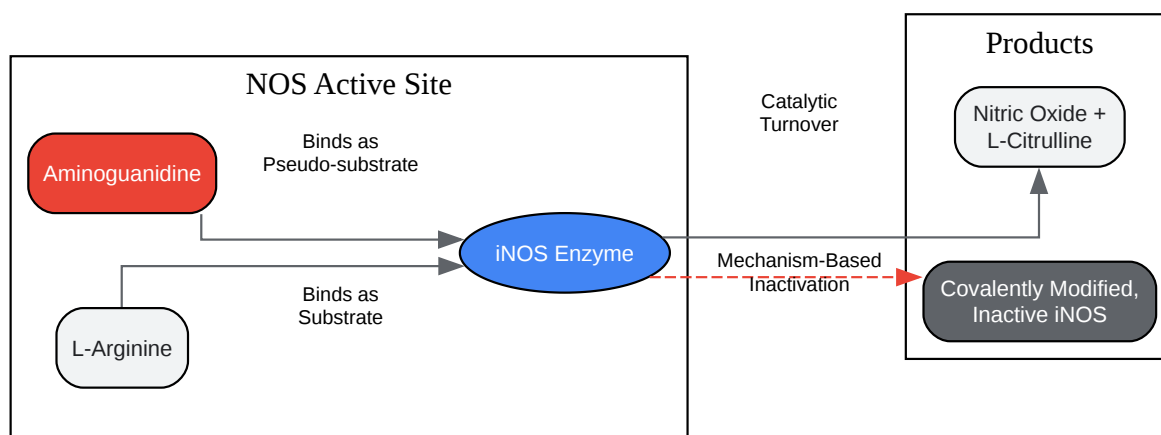 NOS Active Site
Aminoguanidine
Binds as
Pseudo-substrate
iNOS Enzyme
Binds as
Substrate
L-Arginine
Catalytic
Turnover
Mechanism-Based
Inactivation
Products
Nitric Oxide +
L-Citrulline
Covalently Modified,
Inactive iNOS